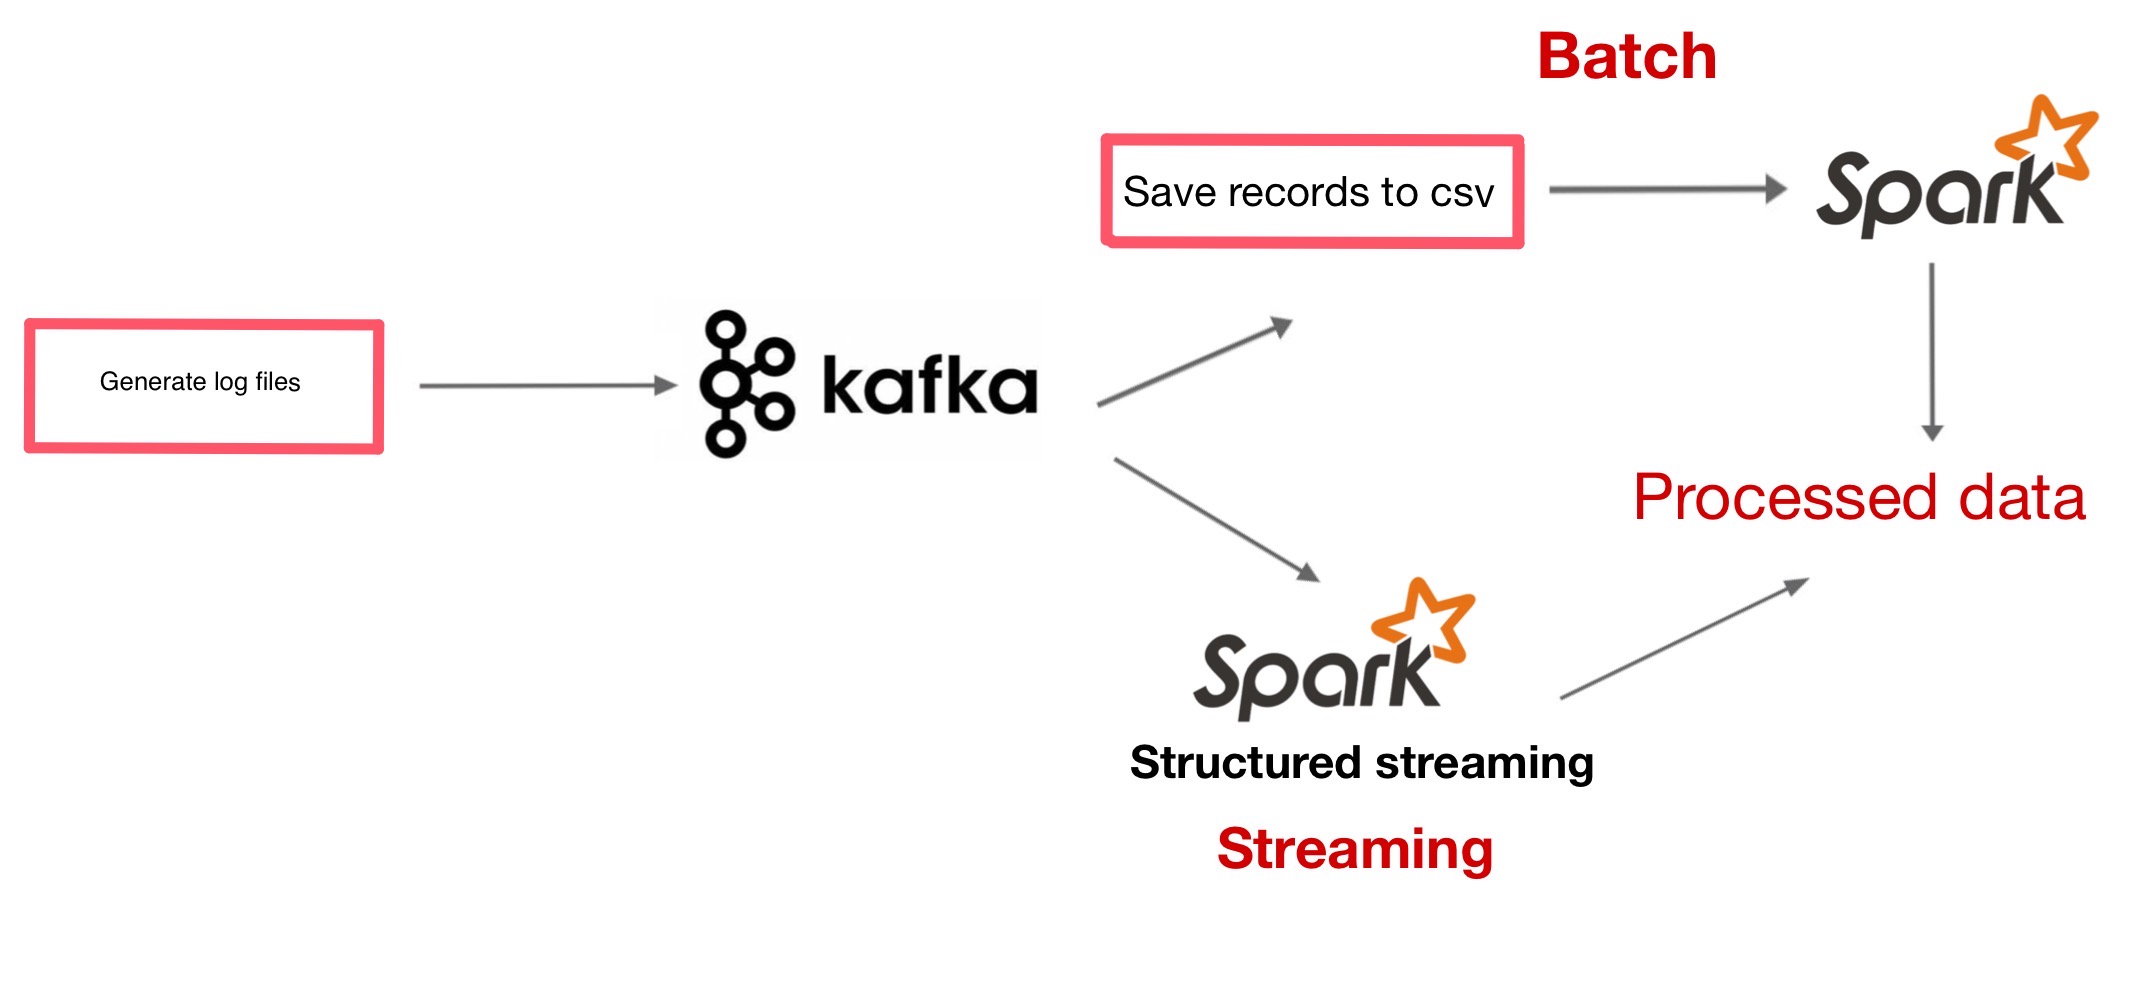 Batch
Save records to csv
Spark
Generate log files
kafka
Processed data
Spark
Structured streaming
Streaming